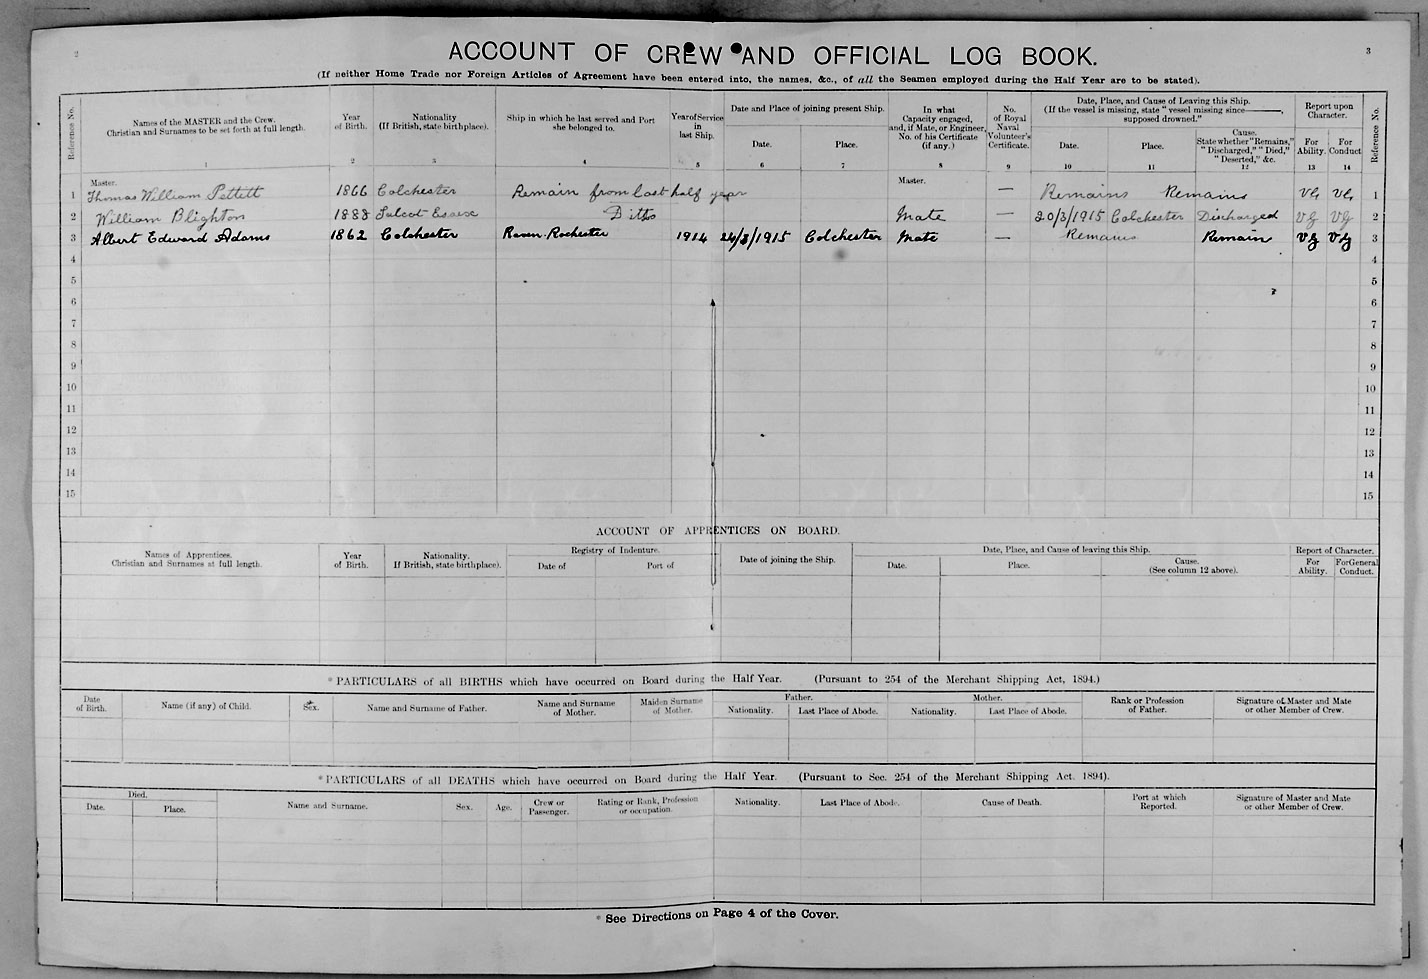 2
3
ACCOUNT OF CREW AND OFFICIAL LOG BOOK.
(If neither Home Trade nor Foreign Articles of Agreement have been entered into, the names, &c., of all the Seamen employed during the Half Year are to be stated).
Reference No. Names of the MASTER and the Crew. Christian and Surnames to be set forth at full length. Year of Birth. Nationality (If British, state birthplace). Ship in which he last served and Port she belonged to. Year of Service in last Ship. Date and Place of joining present Ship. Date. Place. In what Capacity engaged, and, if Mate, or Engineer, No. of his Certificate (if any.) No. of Royal Naval Volunteer's Certificate. Date, Place, and Cause of Leaving this Ship. (If the vessel is missing, state "vessel missing since———, supposed drowned." Date. Place. Cause. State whether "Remains," "Discharged," "Died," "Deserted," &c. Report upon Character. For Ability. For Conduct Reference No.
1 2 3 4 5 6 7 8 9 10 11 12 13 14
Master. Master.
1 Thomas William Pettett 1866 Colchester Remain from last half year — Remains Remains VG VG 1
2 William Blighton 1888 Salcot Essex Ditto Mate — 20/3/1915 Colchester Discharged VG VG 2
3 Albert Edward Adams 1862 Colchester Raven. Rochester 1914 24/3/1915 Colchester Mate — Remains Remain VG VG 3
4 4
5 5
6 6
7 7
8 8
9 9
10 10
11 11
12 12
13 13
14 14
15 15
ACCOUNT OF APPRENTICES ON BOARD.
Names of Apprentices. Christian and Surnames at full length. Year of Birth. Nationality. If British, state birthplace). Registry of Indenture. Date of Port of Date of joining the Ship. Date, Place, and Cause of leaving this Ship. Date. Place. Cause. (See column 12 above). Report of Character. For Ability. For General Conduct.
* PARTICULARS of all BIRTHS which have occurred on Board during the Half Year. (Pursuant to 254 of the Merchant Shipping Act, 1894.)
Date of Birth. Name (if any) of Child. Sex. Name and Surname of Father. Name and Surname of Mother. Maiden Surname of Mother. Father. Nationality. Last Place of Abode. Mother. Nationality. Last Place of Abode. Rank or Profession of Father. Signature of Master and Mate or other Member of Crew.
* PARTICULARS of all DEATHS which have occurred on Board during the Half Year. (Pursuant to Sec. 254 of the Merchant Shipping Act, 1894).
Died. Date. Place. Name and Surname. Sex. Age. Crew or Passenger. Rating or Rank, Profession or occupation. Nationality. Last Place of Abode. Cause of Death. Port at which Reported. Signature of Master and Mate or other Member of Crew.
* See Directions on Page 4 of the Cover.